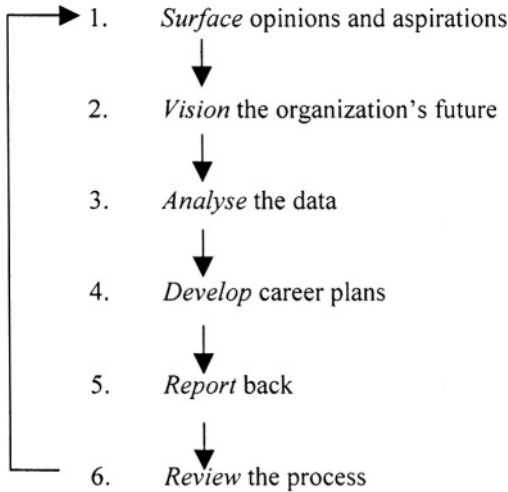 1. Surface opinions and aspirations
2. Vision the organization's future
3. Analyse the data
4. Develop career plans
5. Report back
6. Review the process